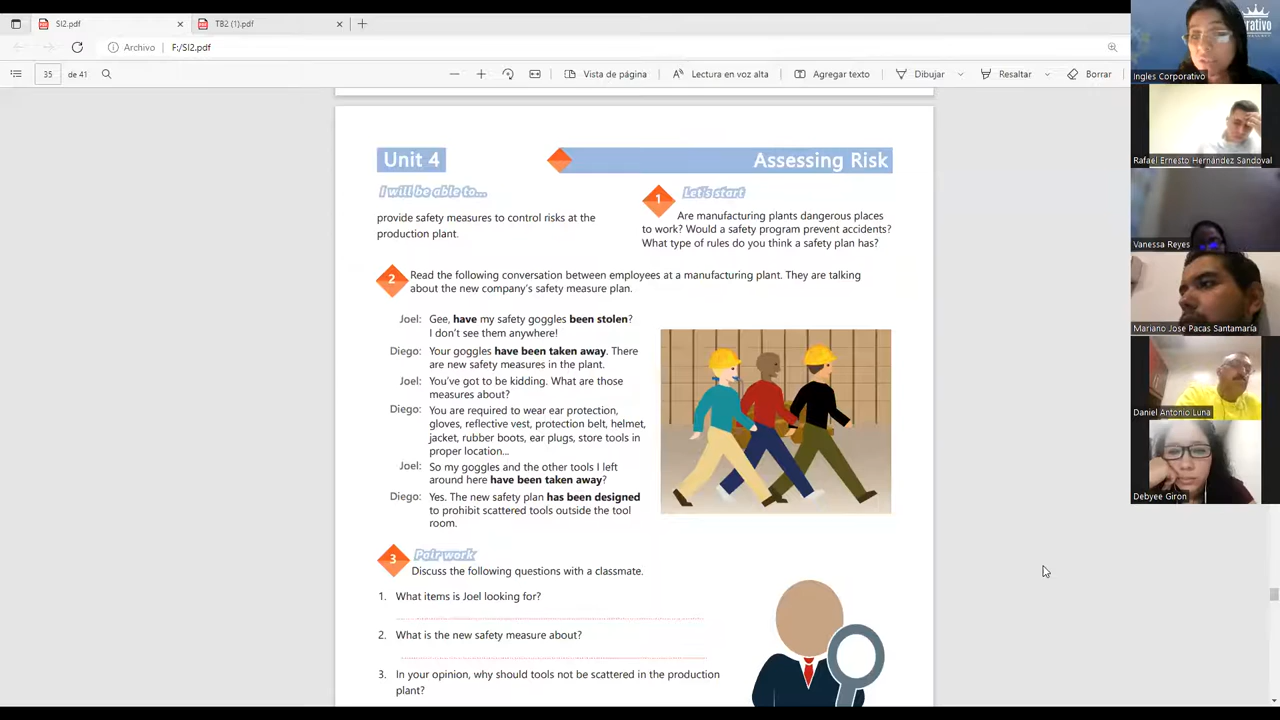 SI2.pdf
TB2 (1).pdf
Archivo
F:/SI2.pdf
35
de 41
Vista de página
Lectura en voz alta
Agregar texto
Dibujar
Resaltar
Borrar
Unit 4
Assessing Risk
I will be able to...
provide safety measures to control risks at the
production plant.
1
Let's start
Are manufacturing plants dangerous places
to work? Would a safety program prevent accidents?
What type of rules do you think a safety plan has?
2
Read the following conversation between employees at a manufacturing plant. They are talking
about the new company's safety measure plan.
Joel: Gee, have my safety goggles been stolen?
I don't see them anywhere!
Diego: Your goggles have been taken away. There
are new safety measures in the plant.
Joel: You've got to be kidding. What are those
measures about?
Diego: You are required to wear ear protection,
gloves, reflective vest, protection belt, helmet,
jacket, rubber boots, ear plugs, store tools in
proper location...
Joel: So my goggles and the other tools I left
around here have been taken away?
Diego: Yes. The new safety plan has been designed
to prohibit scattered tools outside the tool
room.
3
Pair work
Discuss the following questions with a classmate.
1. What items is Joel looking for?
2. What is the new safety measure about?
3. In your opinion, why should tools not be scattered in the production
plant?
rativo
Ingles Corporativo
Rafael Ernesto Hernández Sandoval
Vanessa Reyes
Mariano Jose Pacas Santamaría
Daniel Antonio Luna
Debyee Giron